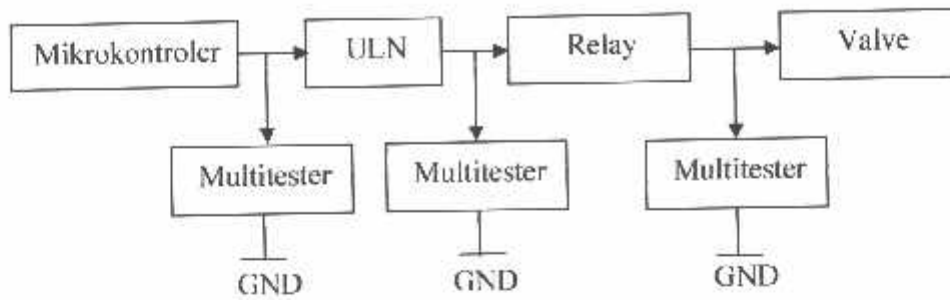 Mikrokontroler
ULN
Relay
Valve
Multitester
Multitester
Multitester
GND
GND
GND